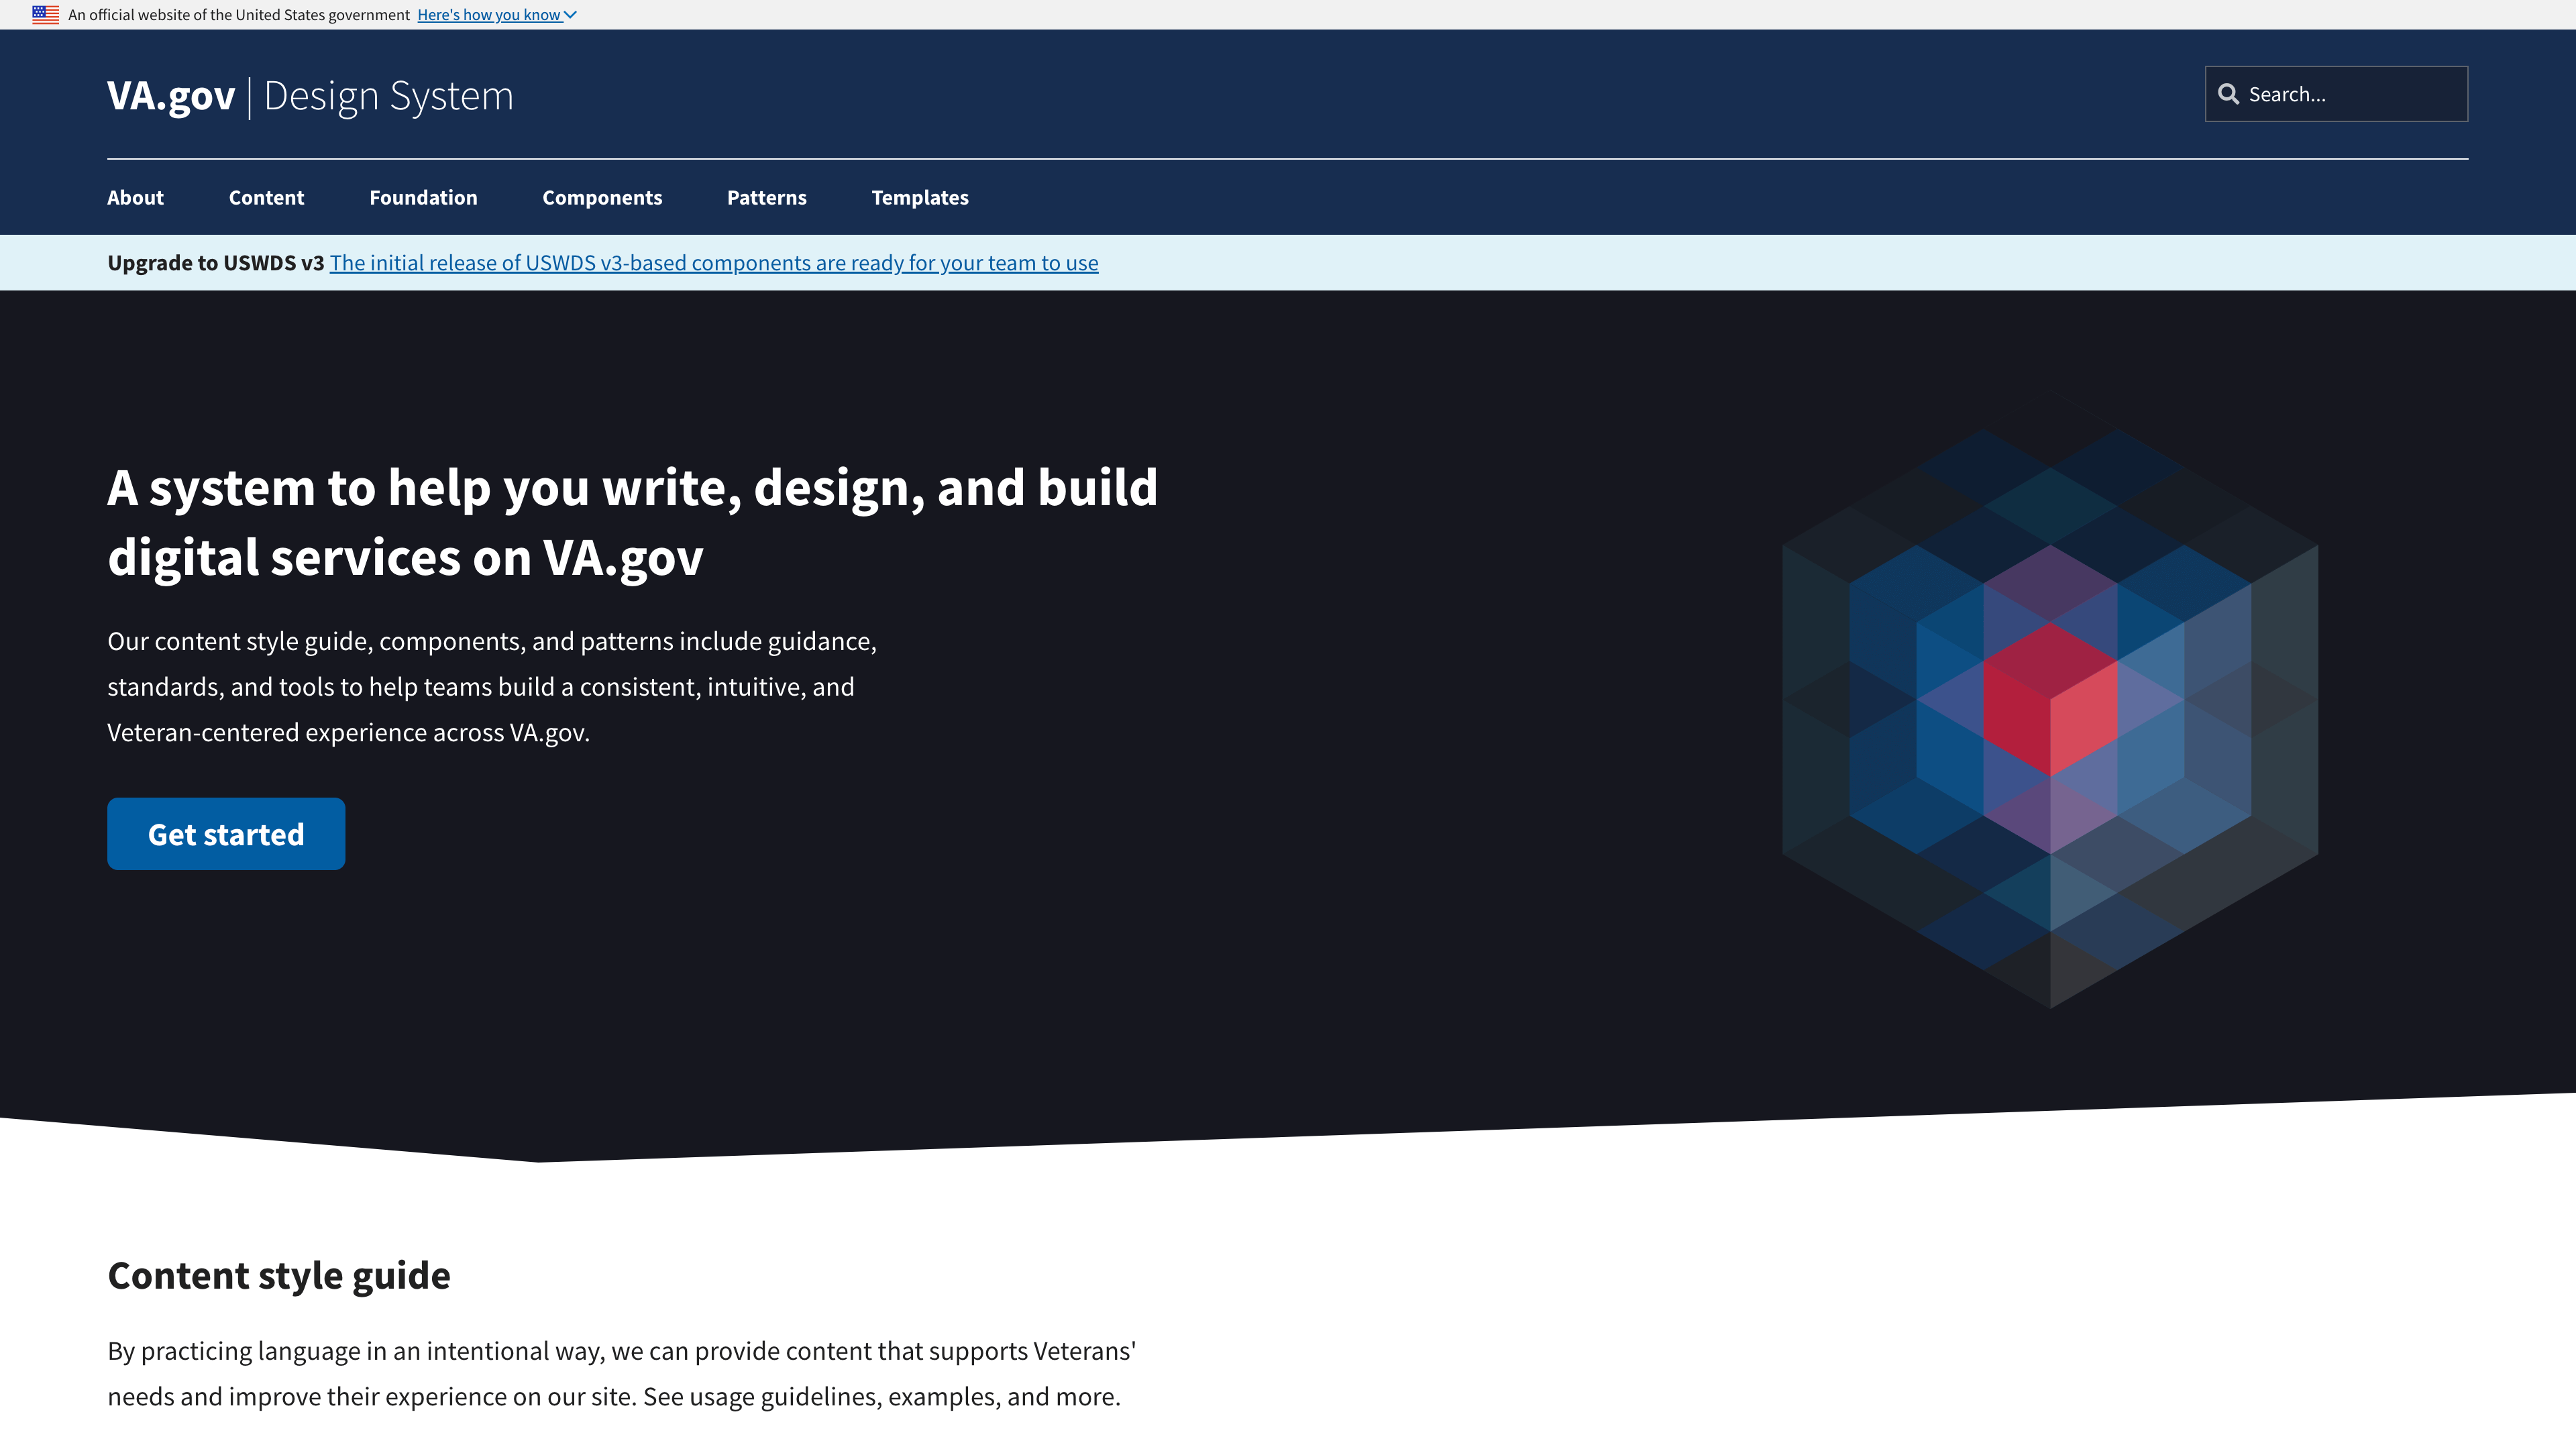 An official website of the United States government Here's how you know
VA.gov | Design System
Search...
About Content Foundation Components Patterns Templates
Upgrade to USWDS v3 The initial release of USWDS v3-based components are ready for your team to use
A system to help you write, design, and build
digital services on VA.gov
Our content style guide, components, and patterns include guidance,
standards, and tools to help teams build a consistent, intuitive, and
Veteran-centered experience across VA.gov.
Get started
Content style guide
By practicing language in an intentional way, we can provide content that supports Veterans'
needs and improve their experience on our site. See usage guidelines, examples, and more.